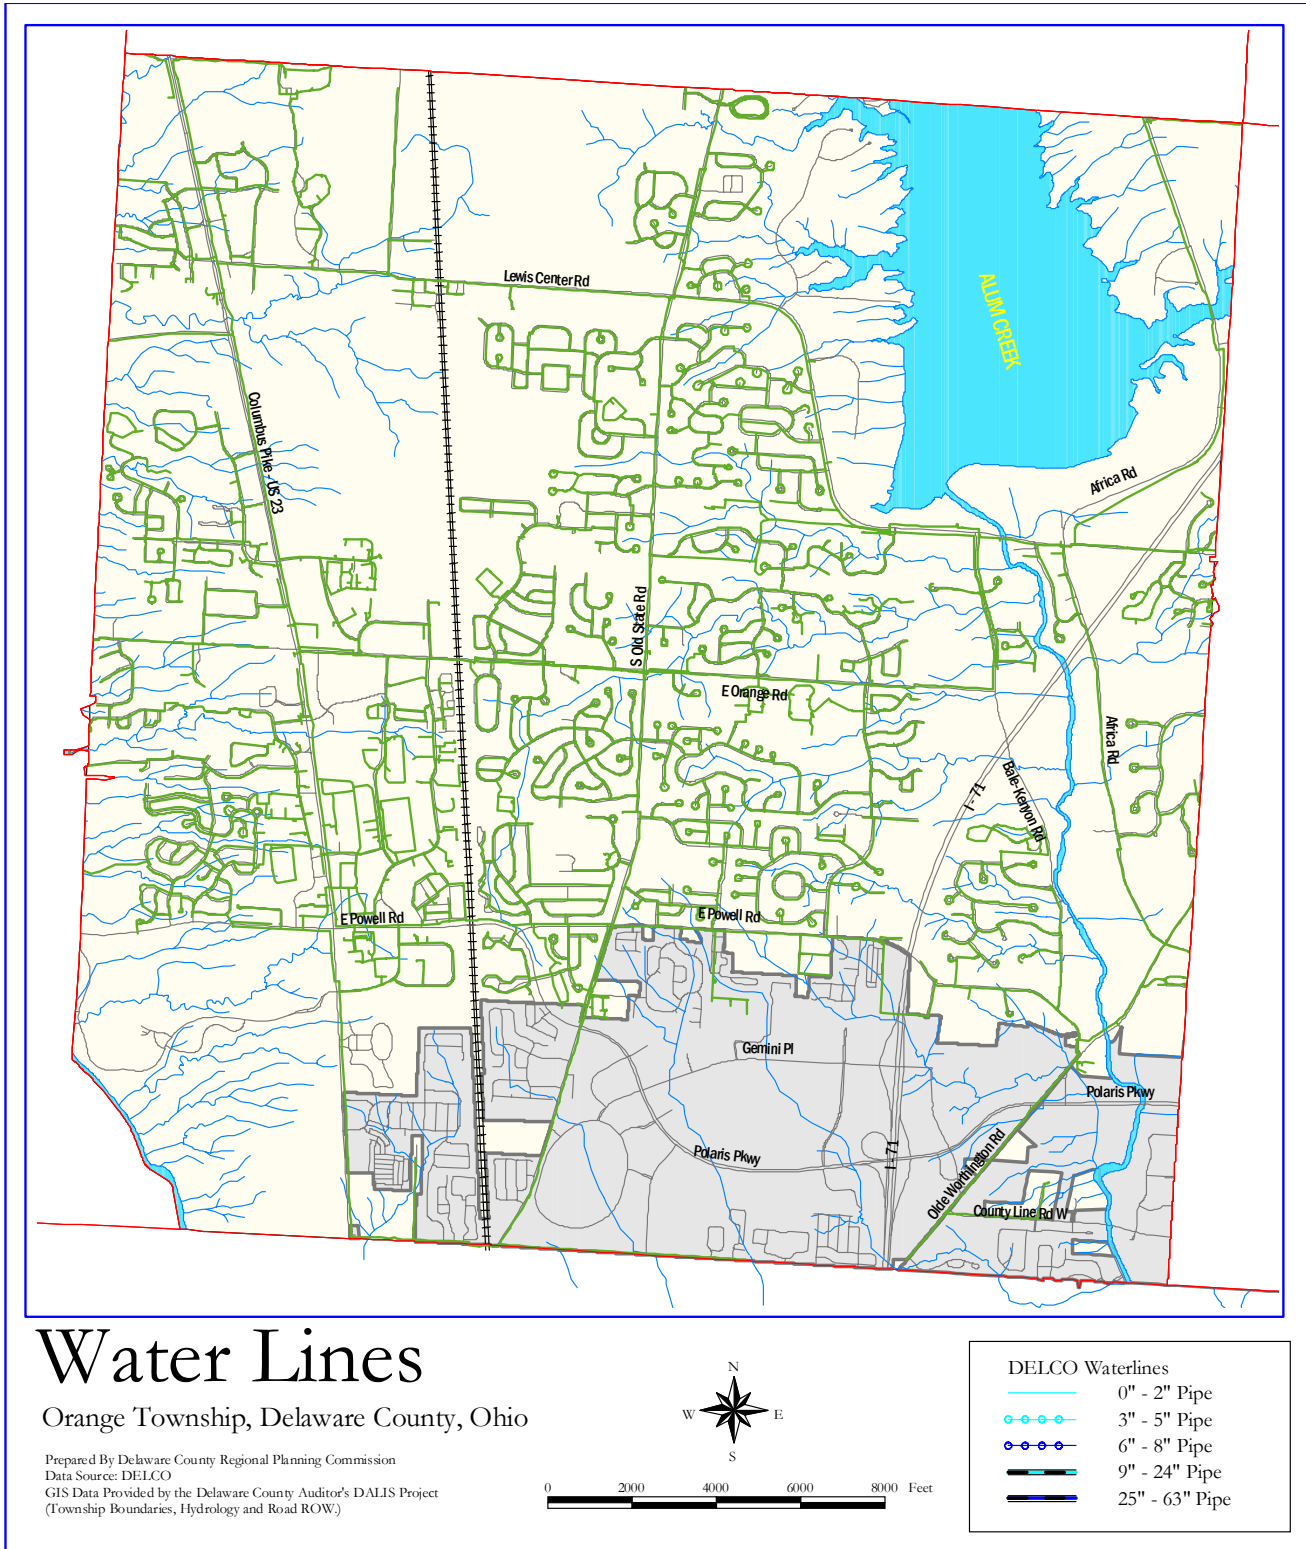 Lewis Center Rd
ALUM CREEK
Columbus Pike - US 23
Africa Rd
S Old State Rd
E Orange Rd
Africa Rd
I - 71
Bale-Kenyon Rd
E Powell Rd
E Powell Rd
Gemini Pl
Polaris Pkwy
Polaris Pkwy
I - 71
Olde Worthington Rd
County Line Rd W
Water Lines
Orange Township, Delaware County, Ohio
Prepared By Delaware County Regional Planning Commission
Data Source: DELCO
GIS Data Provided by the Delaware County Auditor's DALIS Project
(Township Boundaries, Hydrology and Road ROW.)
N
W E
S
0 2000 4000 6000 8000 Feet
DELCO Waterlines
0" - 2" Pipe
3" - 5" Pipe
6" - 8" Pipe
9" - 24" Pipe
25" - 63" Pipe